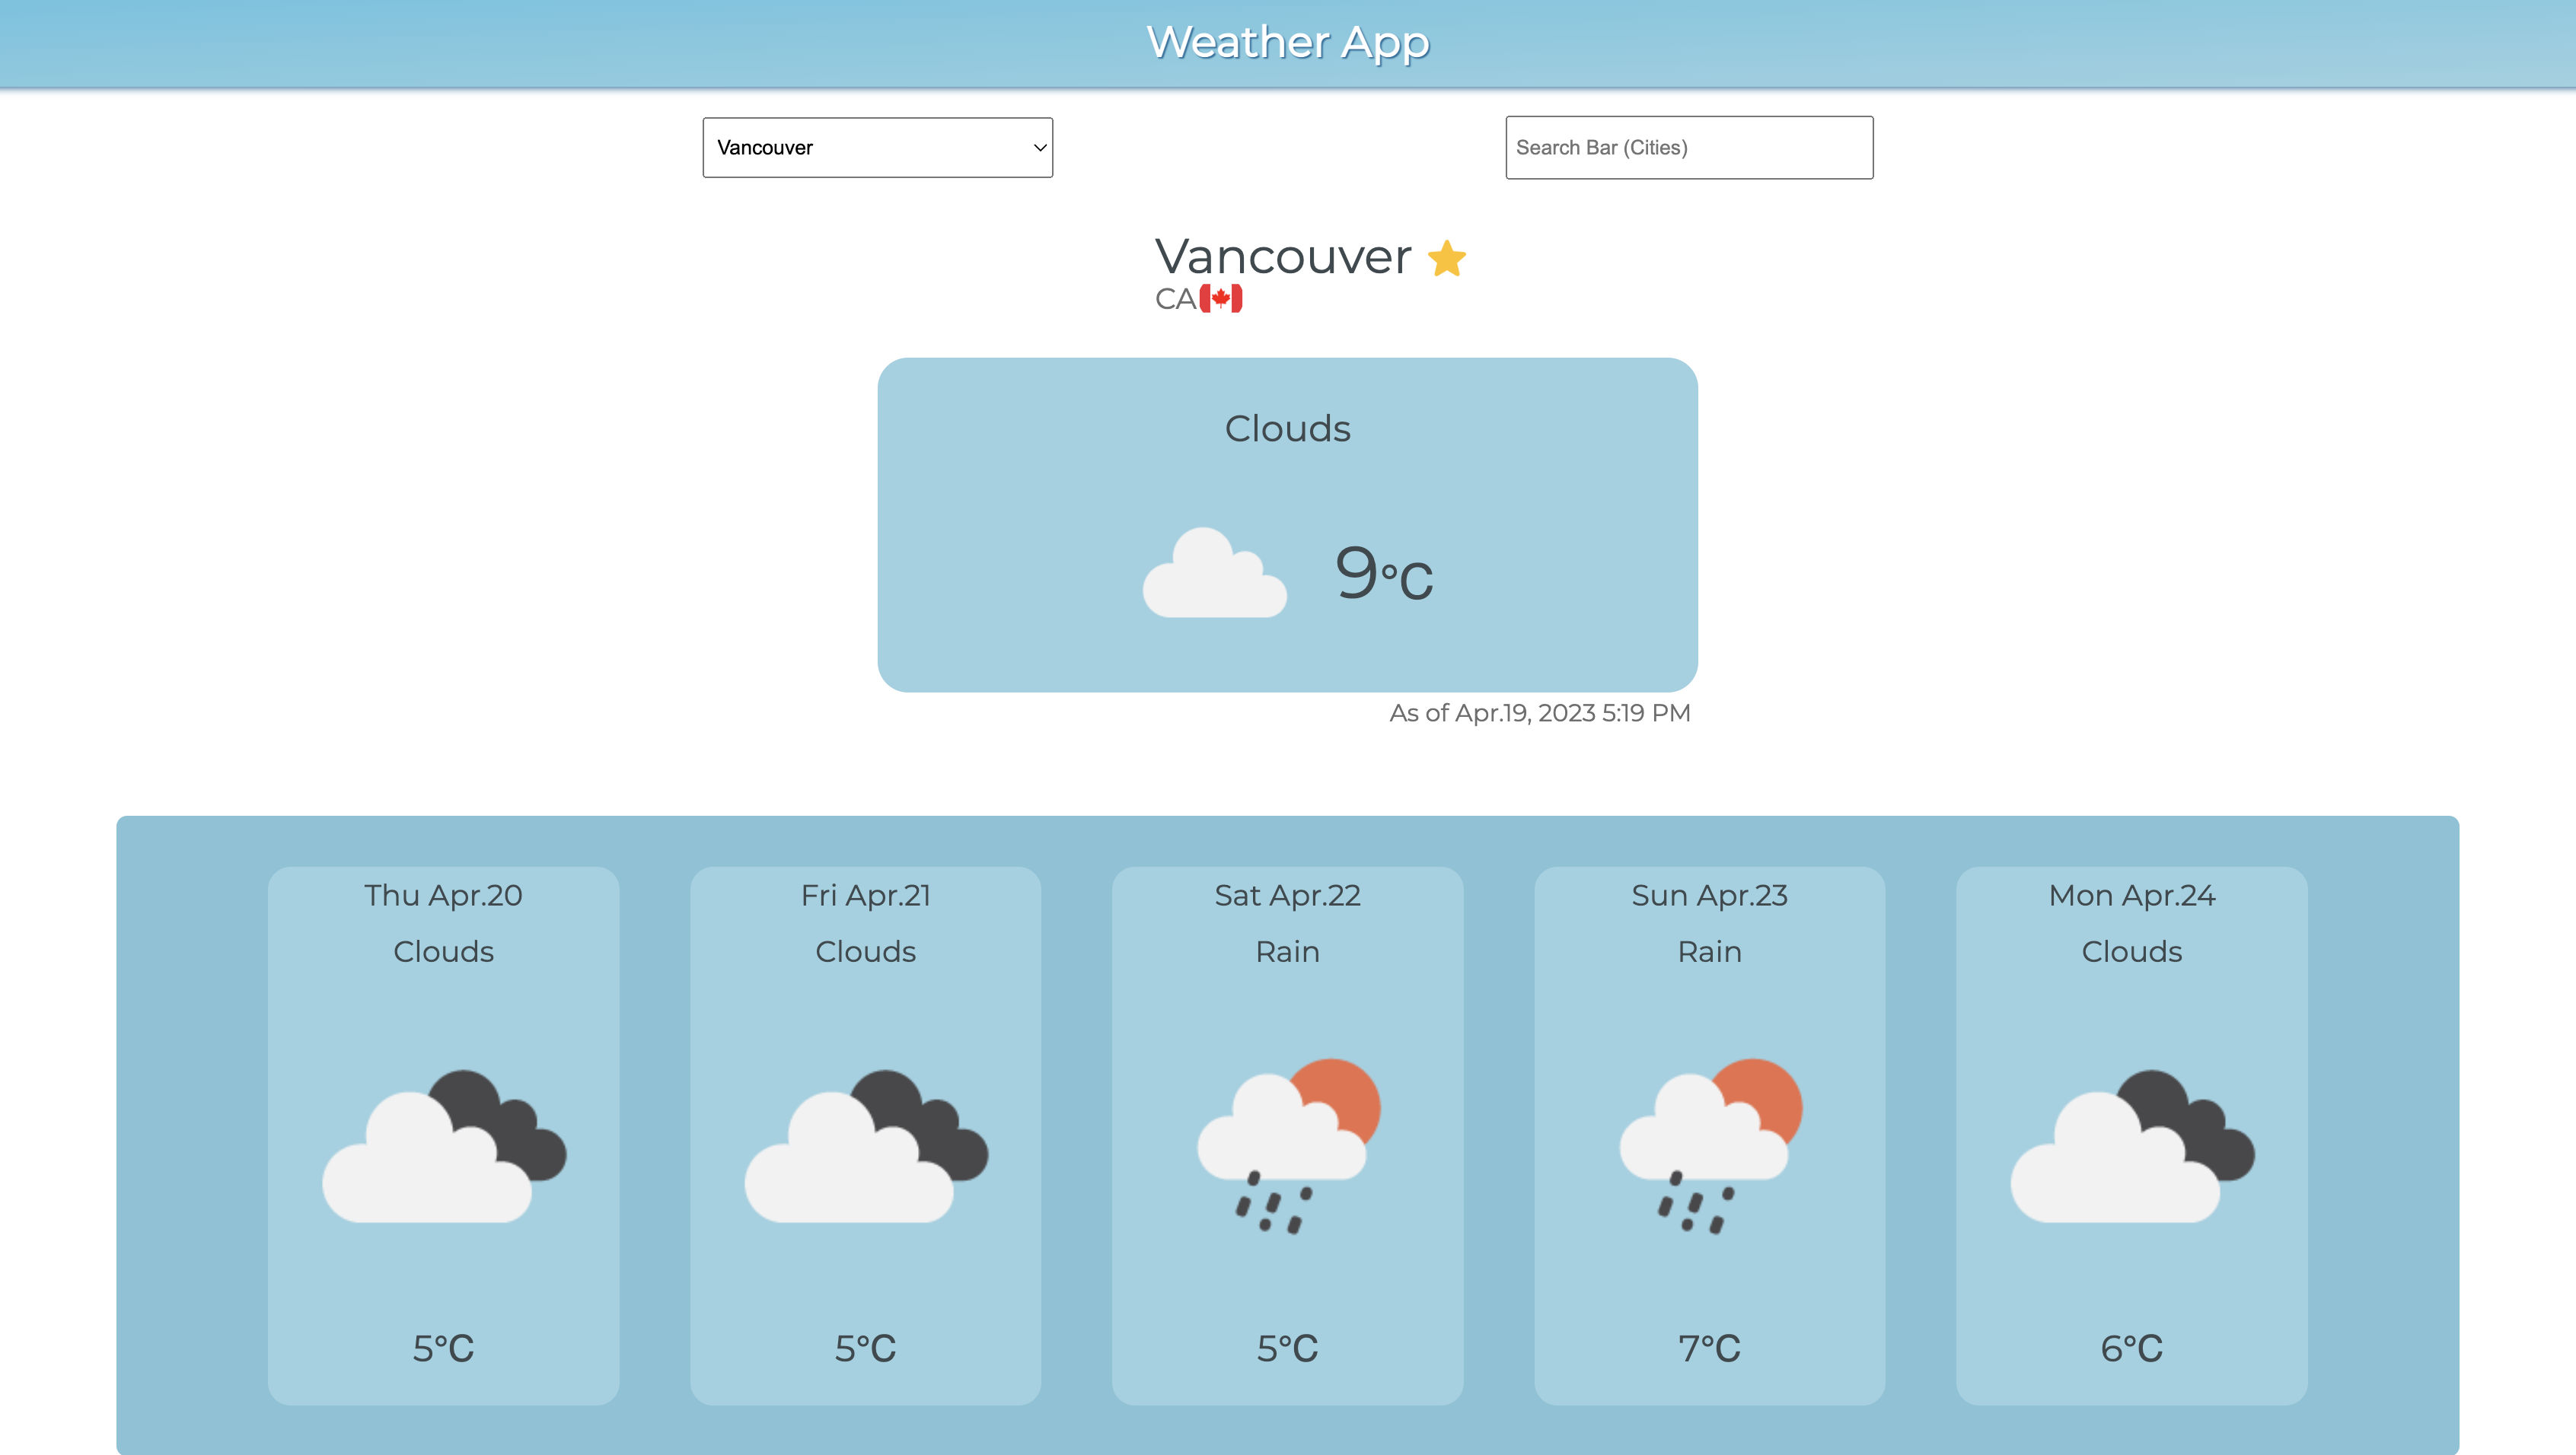 Weather App
Vancouver
Search Bar (Cities)
Vancouver
CA
Clouds
9°C
As of Apr.19, 2023 5:19 PM
Thu Apr.20
Clouds
5°C
Fri Apr.21
Clouds
5°C
Sat Apr.22
Rain
5°C
Sun Apr.23
Rain
7°C
Mon Apr.24
Clouds
6°C